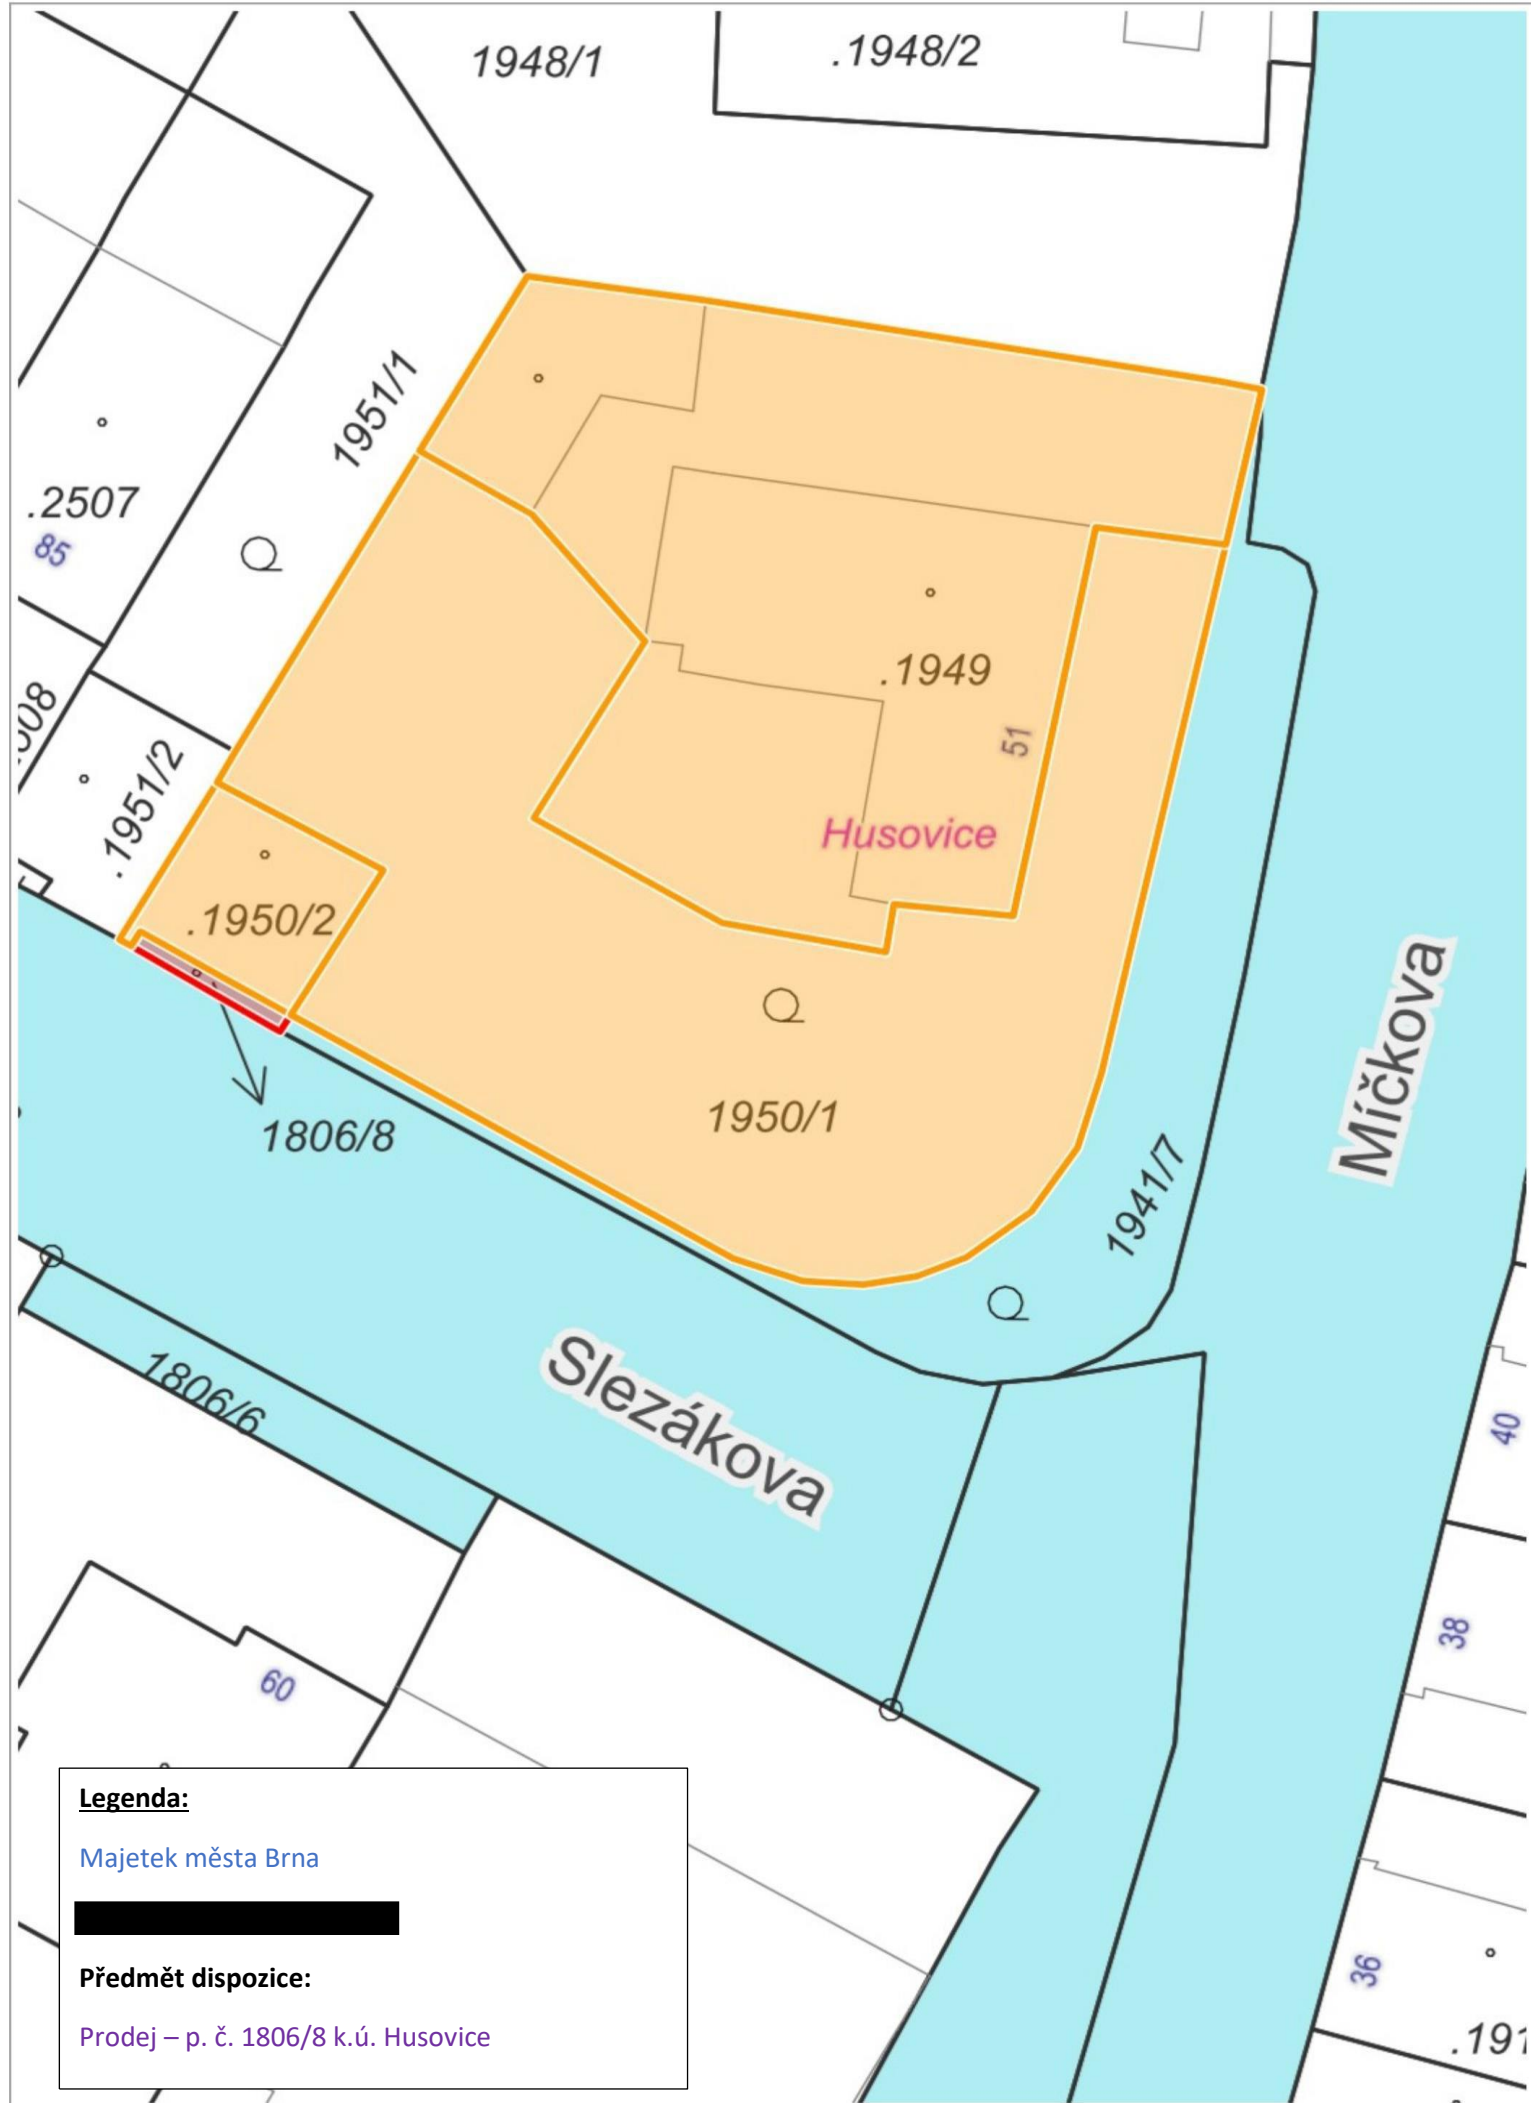 1948/1
.1948/2
1951/1
.2507
85
.1949
51
Husovice
.1951/2
.1950/2
1950/1
1806/8
Míčkova
1941/7
Slezákova
1806/6
40
38
60
36
.191
Legenda:
Majetek města Brna
Předmět dispozice:
Prodej – p. č. 1806/8 k.ú. Husovice